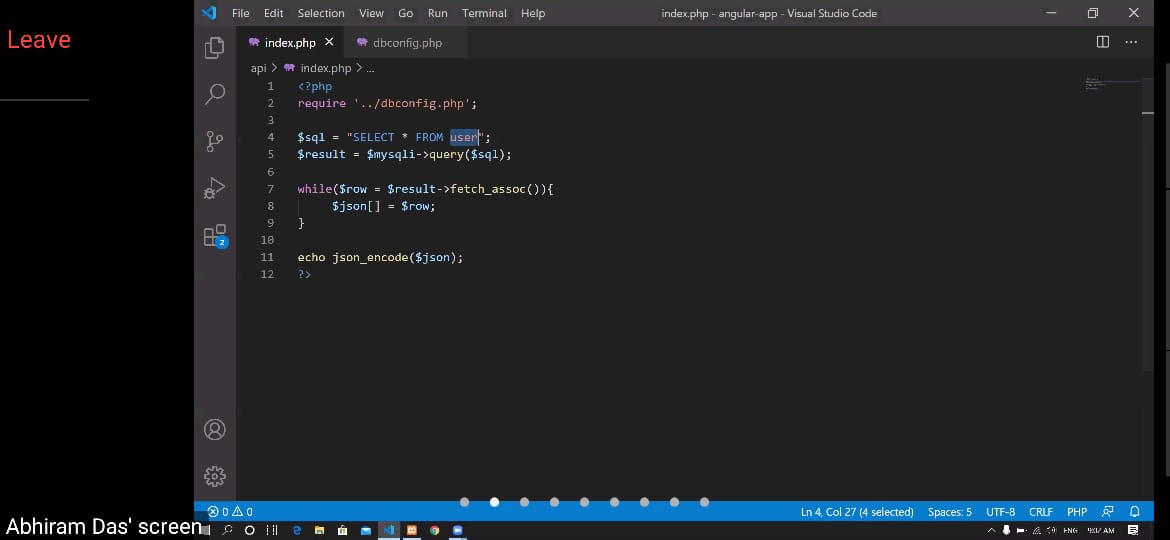 Leave
File Edit Selection View Go Run Terminal Help
index.php - angular-app - Visual Studio Code
index.php
dbconfig.php
api > index.php > ...
1 <?php
2 require '../dbconfig.php';
3
4 $sql = "SELECT * FROM user";
5 $result = $mysqli->query($sql);
6
7 while($row = $result->fetch_assoc()){
8 $json[] = $row;
9 }
10
11 echo json_encode($json);
12 ?>
2
0 0
Ln 4, Col 27 (4 selected) Spaces: 5 UTF-8 CRLF PHP
Abhiram Das' screen
ENG 9:02 AM